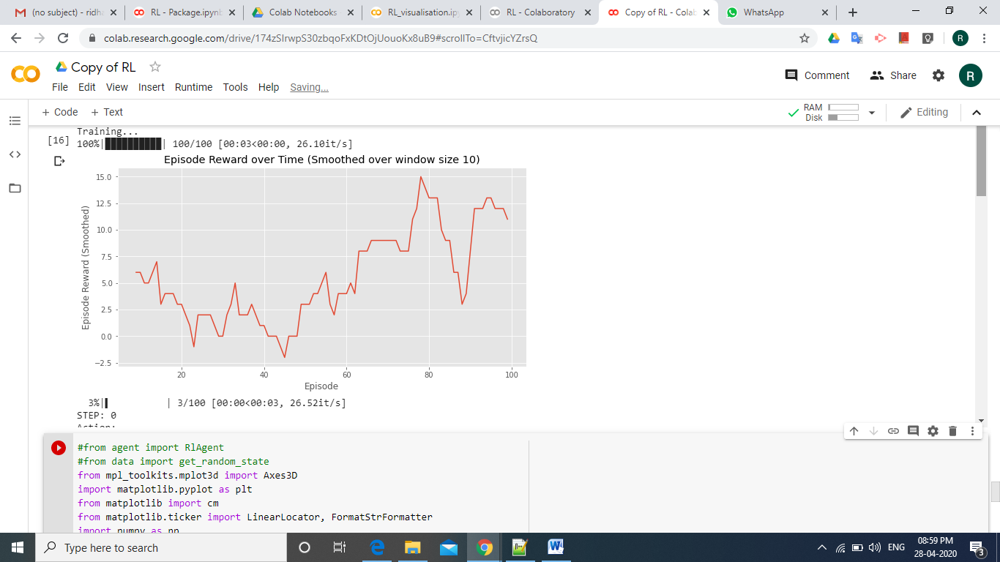 (no subject) - ridha
RL - Package.ipynb
Colab Notebooks
RL_visualisation.ip
RL - Colaboratory
Copy of RL - Colab
WhatsApp
colab.research.google.com/drive/174zSIrwpS30zbqoFxKDtOjUouoKx8uB9#scrollTo=CftvjicYZrsQ
R
Copy of RL
Comment
Share
R
File Edit View Insert Runtime Tools Help Saving...
+ Code + Text
RAM
Disk
Editing
Training...
[16]
100%|██████████| 100/100 [00:03<00:00, 26.10it/s]
Episode Reward over Time (Smoothed over window size 10)
Episode Reward (Smoothed)
15.0
12.5
10.0
7.5
5.0
2.5
0.0
−2.5
20 40 60 80 100
Episode
3%|▌ | 3/100 [00:00<00:03, 26.52it/s]
STEP: 0
Action:
#from agent import RlAgent
#from data import get_random_state
from mpl_toolkits.mplot3d import Axes3D
import matplotlib.pyplot as plt
from matplotlib import cm
from matplotlib.ticker import LinearLocator, FormatStrFormatter
import numpy as np
Type here to search
ENG
08:59 PM
28-04-2020
3